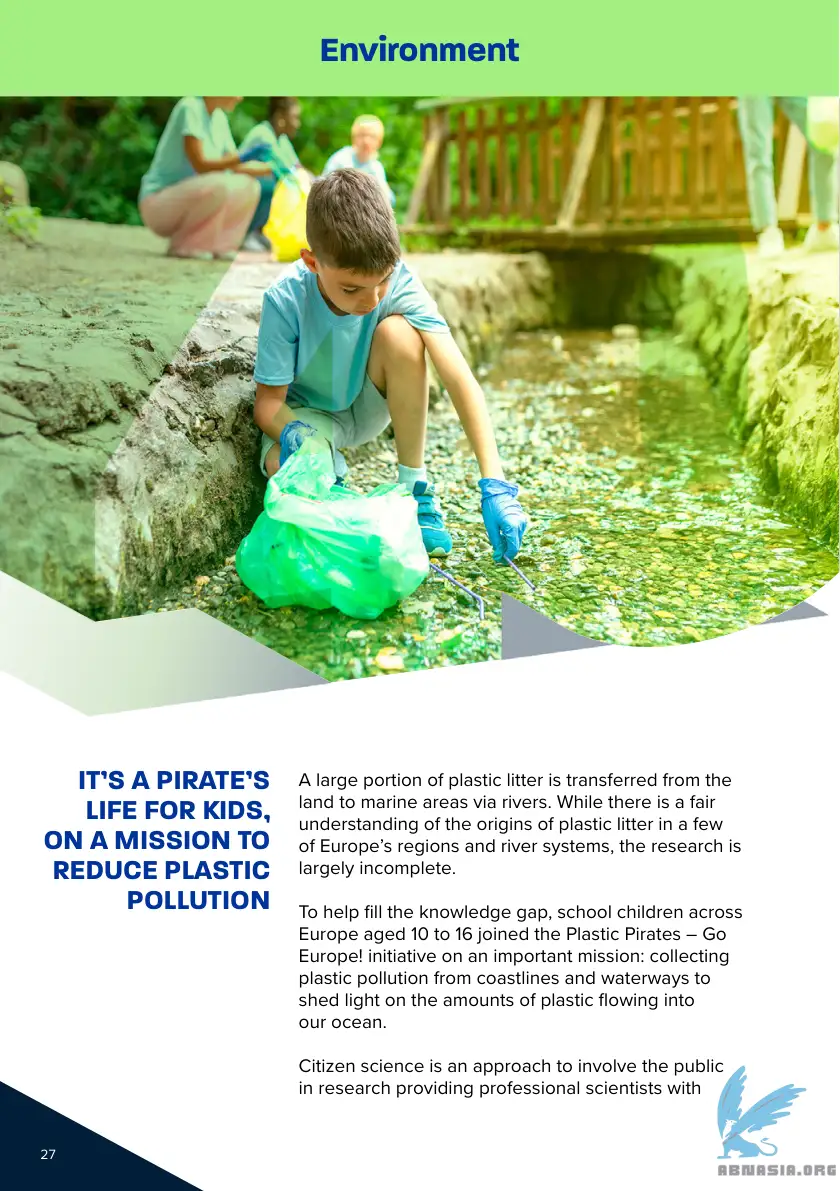 Environment
IT’S A PIRATE’S
LIFE FOR KIDS,
ON A MISSION TO
REDUCE PLASTIC
POLLUTION
A large portion of plastic litter is transferred from the
land to marine areas via rivers. While there is a fair
understanding of the origins of plastic litter in a few
of Europe’s regions and river systems, the research is
largely incomplete.
To help fill the knowledge gap, school children across
Europe aged 10 to 16 joined the Plastic Pirates – Go
Europe! initiative on an important mission: collecting
plastic pollution from coastlines and waterways to
shed light on the amounts of plastic flowing into
our ocean.
Citizen science is an approach to involve the public
in research providing professional scientists with
27
ABNASIA.ORG